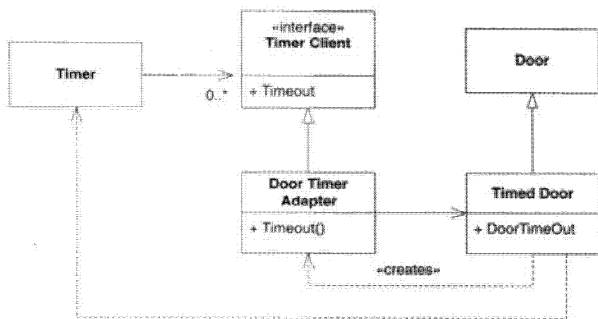 «interface»
Timer Client
Timer
Door
0..*
+ Timeout
Door Timer
Adapter
Timed Door
+ Timeout()
+ DoorTimeOut
«creates»